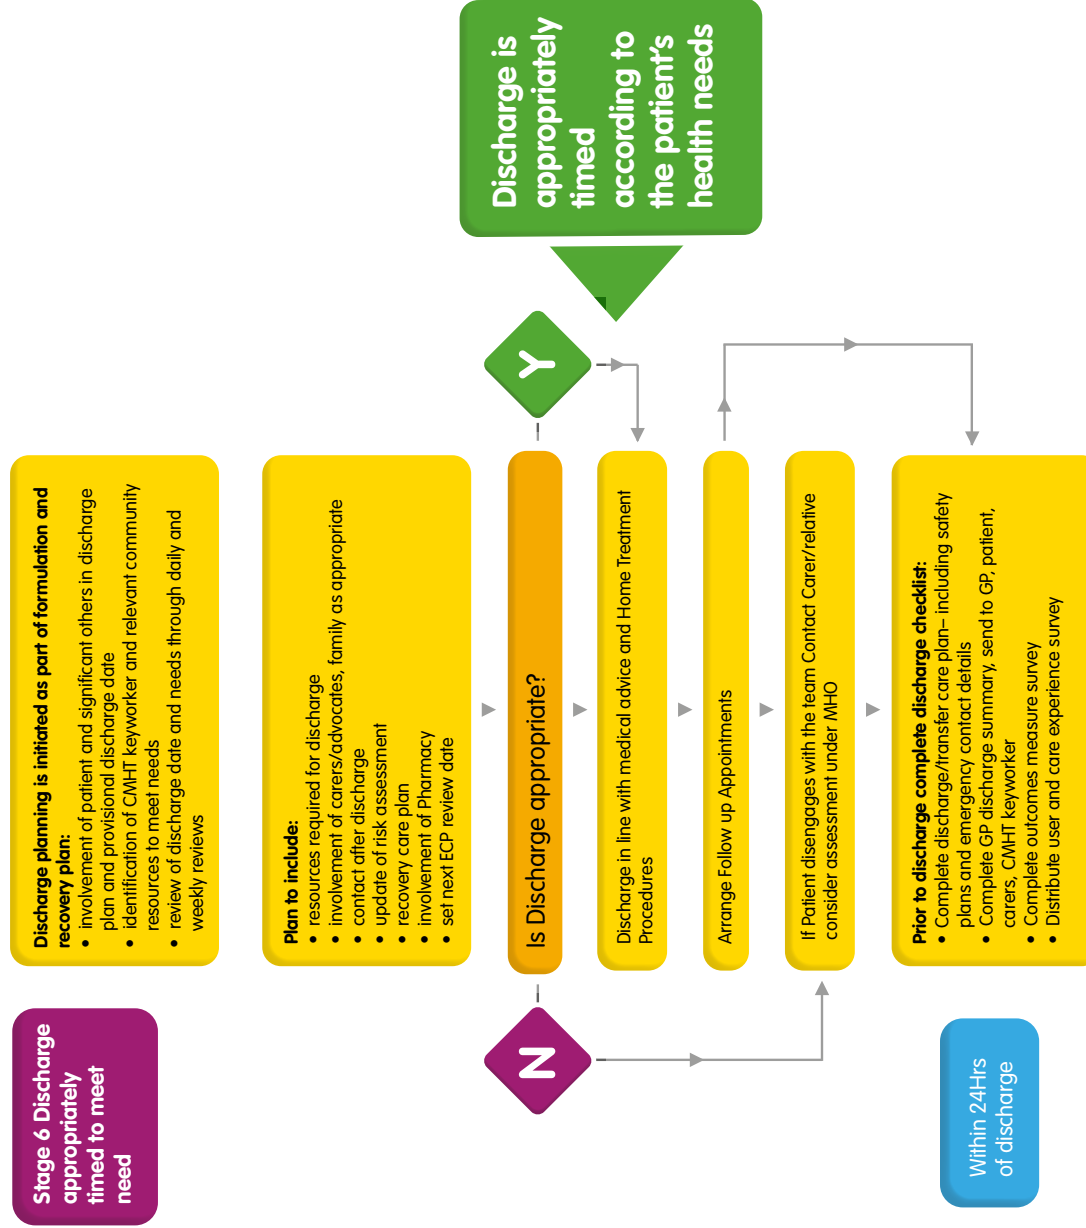 Stage 6 Discharge
appropriately
timed to meet
need
Discharge planning is initiated as part of formulation and
recovery plan:
• involvement of patient and significant others in discharge
plan and provisional discharge date
• identification of CMHT keyworker and relevant community
resources to meet needs
• review of discharge date and needs through daily and
weekly reviews
Plan to include:
• resources required for discharge
• involvement of carers/advocates, family as appropriate
• contact after discharge
• update of risk assessment
• recovery care plan
• involvement of Pharmacy
• set next ECP review date
N
Is Discharge appropriate?
Y
Discharge is
appropriately
timed
according to
the patient's
health needs
Discharge in line with medical advice and Home Treatment
Procedures
Arrange Follow up Appointments
If Patient disengages with the team Contact Carer/relative
consider assessment under MHO
Within 24Hrs
of discharge
Prior to discharge complete discharge checklist:
• Complete discharge/transfer care plan– including safety
plans and emergency contact details
• Complete GP discharge summary, send to GP, patient,
carers, CMHT keyworker
• Complete outcomes measure survey
• Distribute user and care experience survey